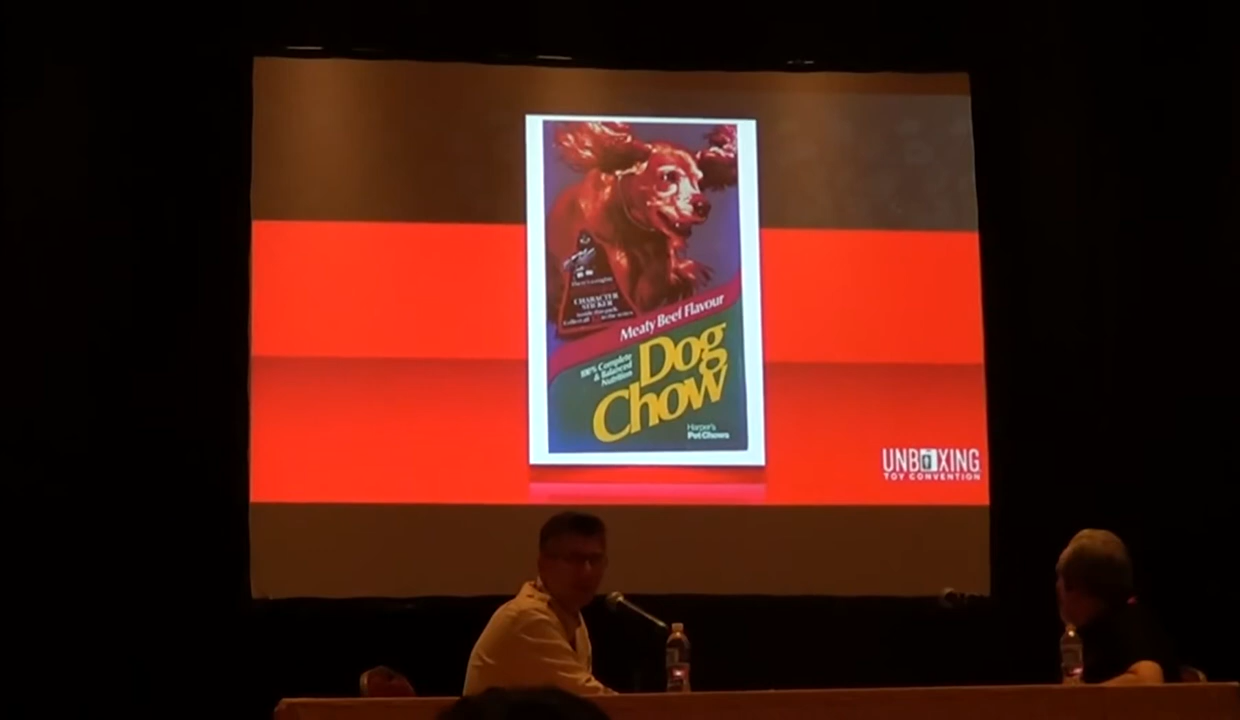 CHARACTER
STICKER
Meaty Beef Flavour
100% Complete
& Balanced
Nutrition
Dog
Chow
Harper's
Pet Chows
UNBOXING
TOY CONVENTION